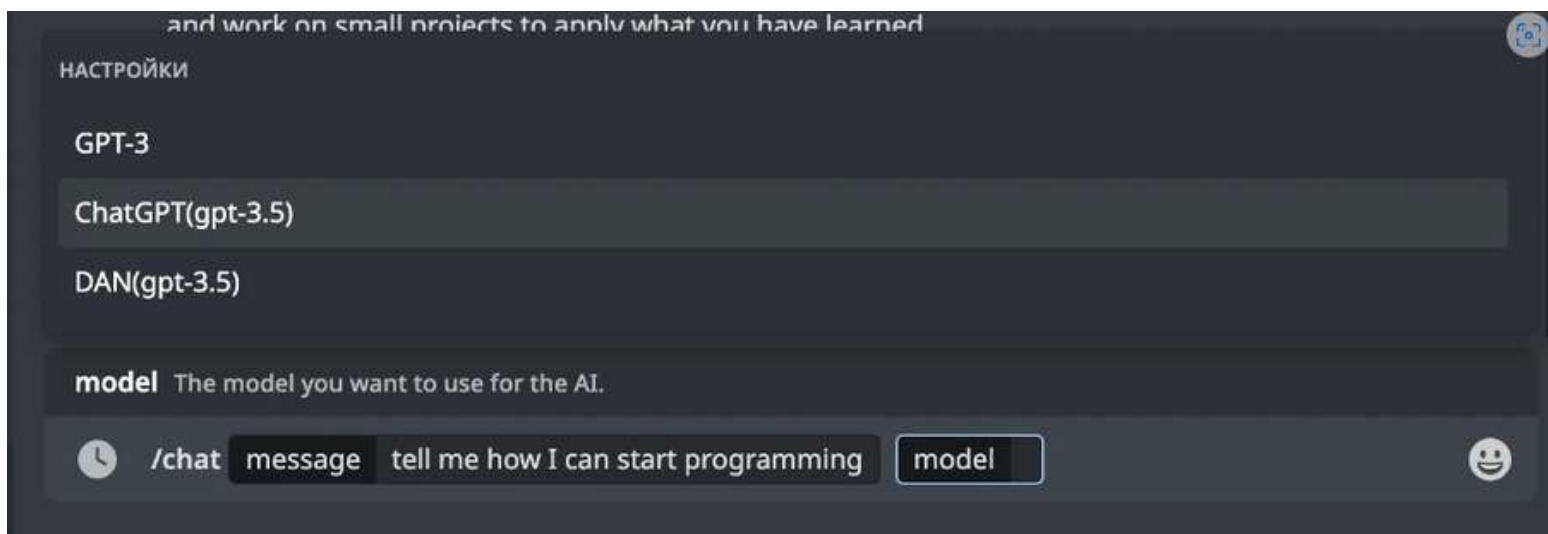 and work on small projects to apply what you have learned
НАСТРОЙКИ
GPT-3
ChatGPT(gpt-3.5)
DAN(gpt-3.5)
model The model you want to use for the AI.
/chat message tell me how I can start programming model